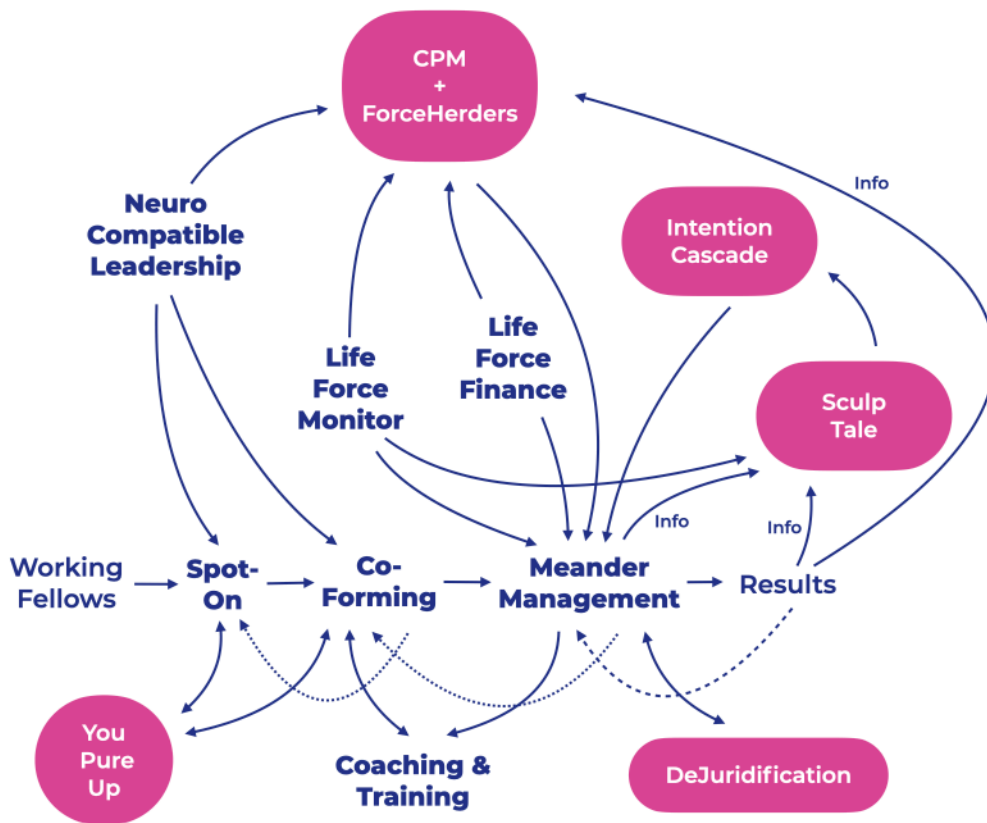 CPM
+
ForceHerders
Info
Neuro
Compatible
Leadership
Intention
Cascade
Life
Force
Finance
Life
Force
Monitor
Sculp
Tale
Info
Info
Working
Fellows
Spot-
On
Co-
Forming
Meander
Management
Results
You
Pure
Up
Coaching &
Training
DeJuridification